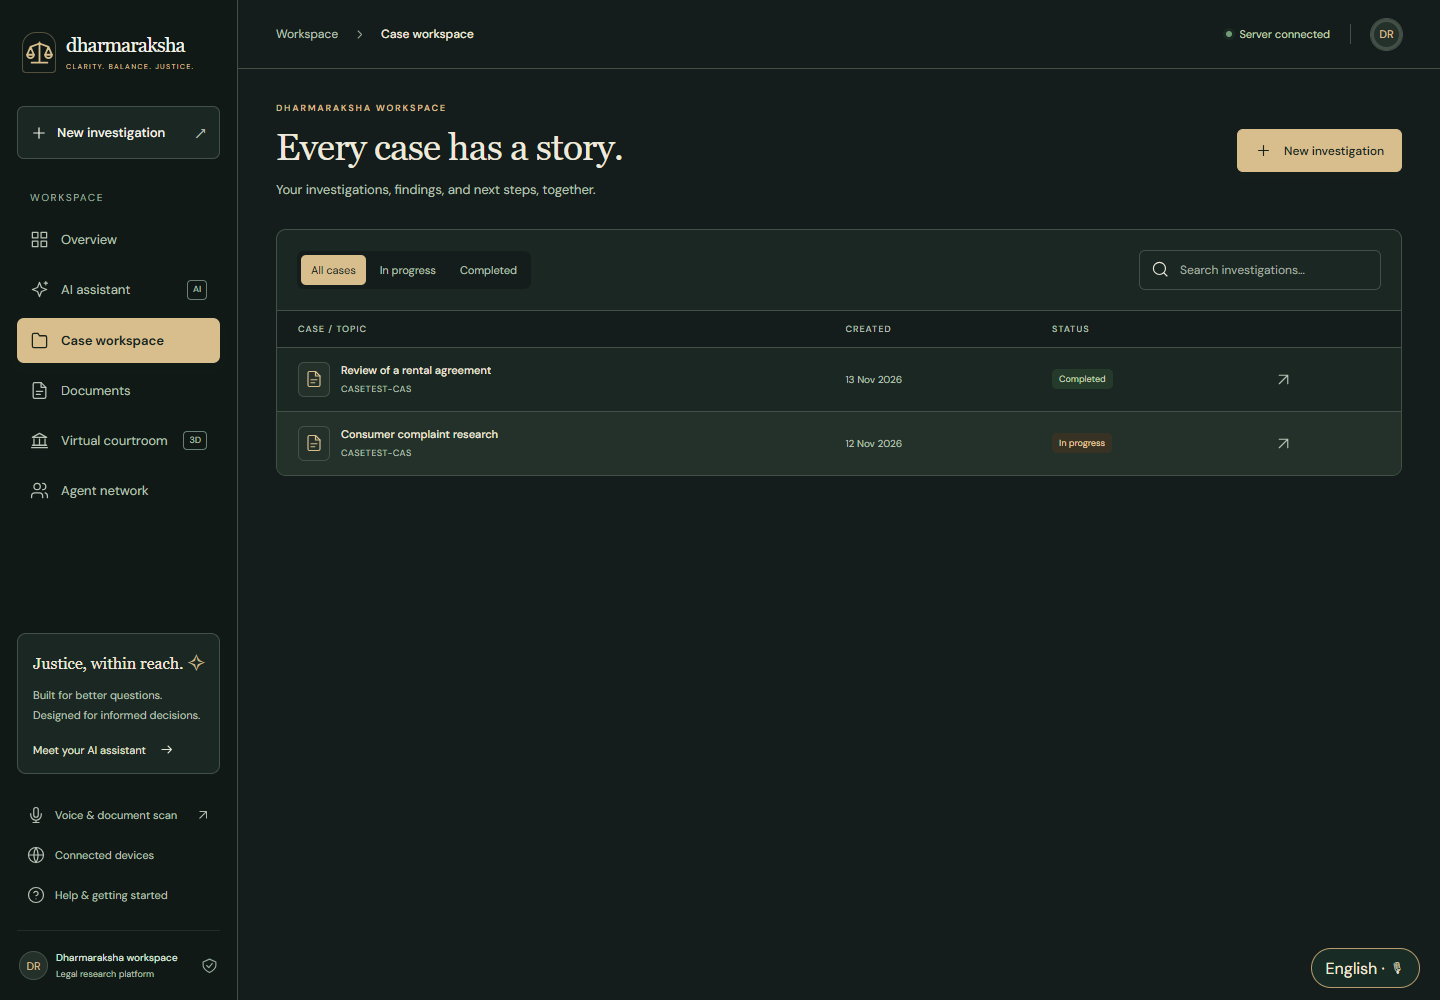 dharmaraksha
CLARITY. BALANCE. JUSTICE.
New investigation
WORKSPACE
Overview
AI assistant AI
Case workspace
Documents
Virtual courtroom 3D
Agent network
Justice, within reach.
Built for better questions.
Designed for informed decisions.
Meet your AI assistant
Voice & document scan
Connected devices
Help & getting started
DR Dharmaraksha workspace
Legal research platform
Workspace Case workspace
Server connected DR
DHARMARAKSHA WORKSPACE
Every case has a story.
Your investigations, findings, and next steps, together.
New investigation
All cases In progress Completed
Search investigations...
CASE / TOPIC CREATED STATUS
Review of a rental agreement
CASETEST-CAS
13 Nov 2026 Completed
Consumer complaint research
CASETEST-CAS
12 Nov 2026 In progress
English ·